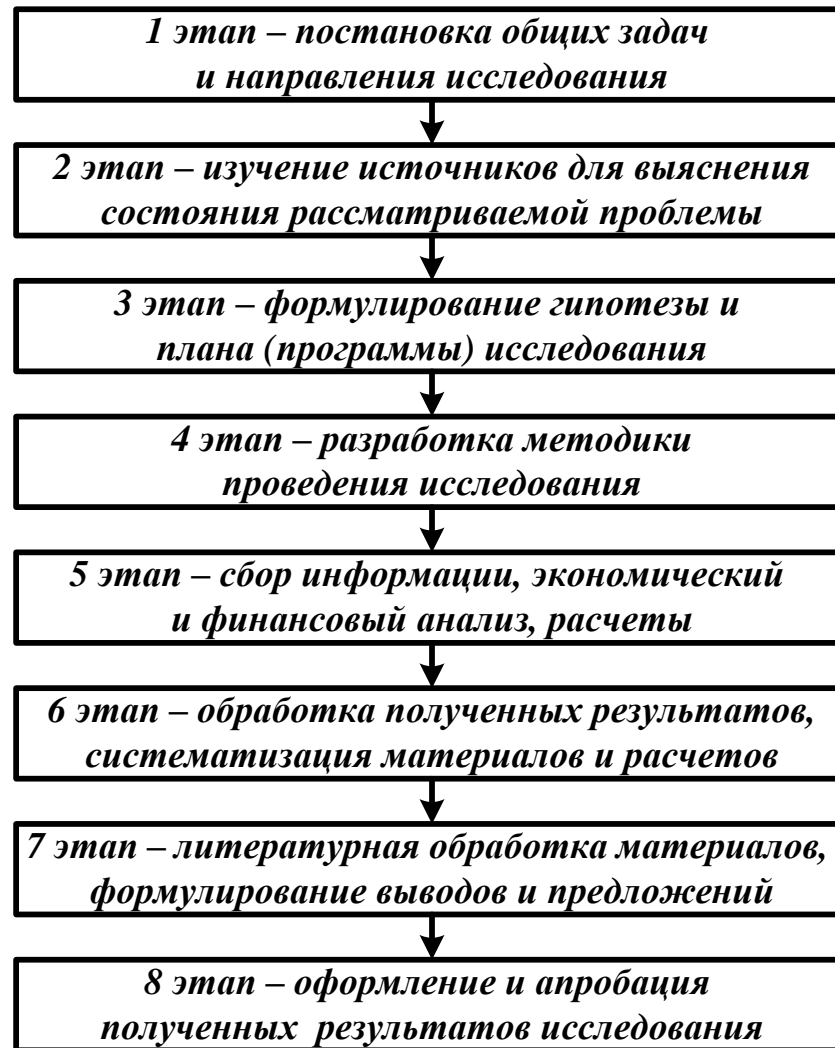 1 этап – постановка общих задач
и направления исследования
2 этап – изучение источников для выяснения
состояния рассматриваемой проблемы
3 этап – формулирование гипотезы и
плана (программы) исследования
4 этап – разработка методики
проведения исследования
5 этап – сбор информации, экономический
и финансовый анализ, расчеты
6 этап – обработка полученных результатов,
систематизация материалов и расчетов
7 этап – литературная обработка материалов,
формулирование выводов и предложений
8 этап – оформление и апробация
полученных результатов исследования